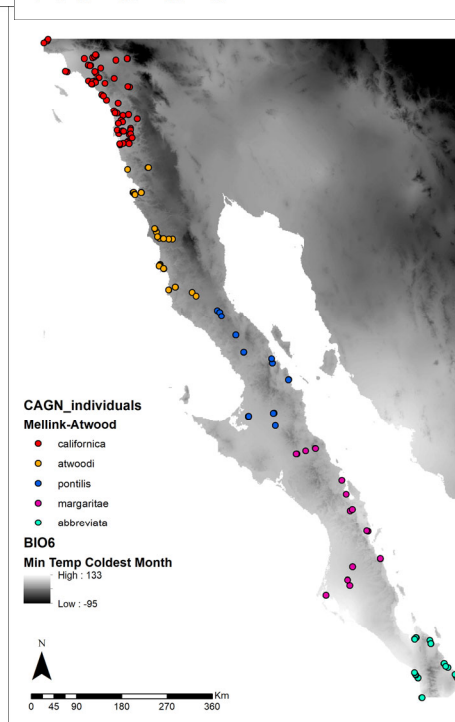 CAGN_individuals
Mellink-Atwood
californica
atwoodi
pontilis
margaritae
abbreviata
BIO6
Min Temp Coldest Month
High : 133
Low : -95
N
Km
0 45 90 180 270 360